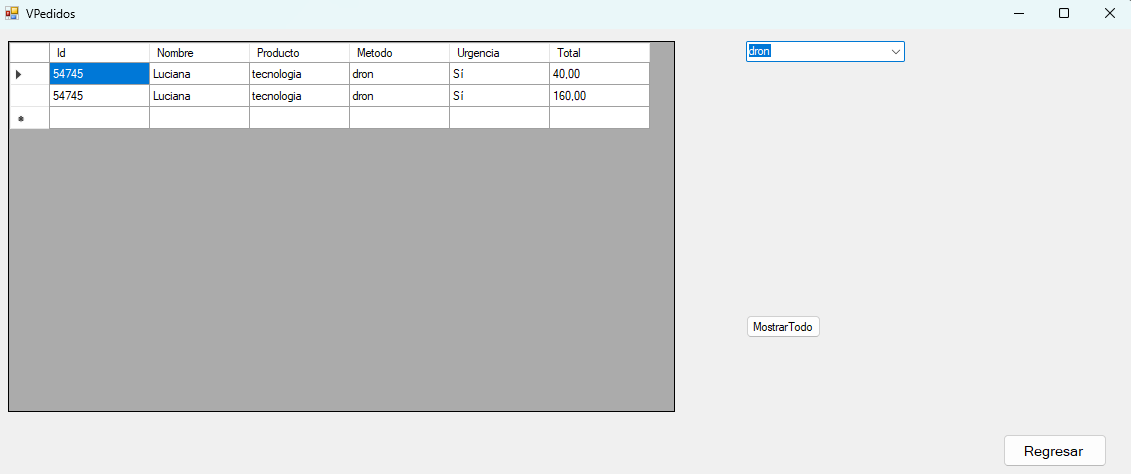 VPedidos
Id Nombre Producto Metodo Urgencia Total
54745 Luciana tecnologia dron Sí 40,00
54745 Luciana tecnologia dron Sí 160,00
dron
MostrarTodo
Regresar